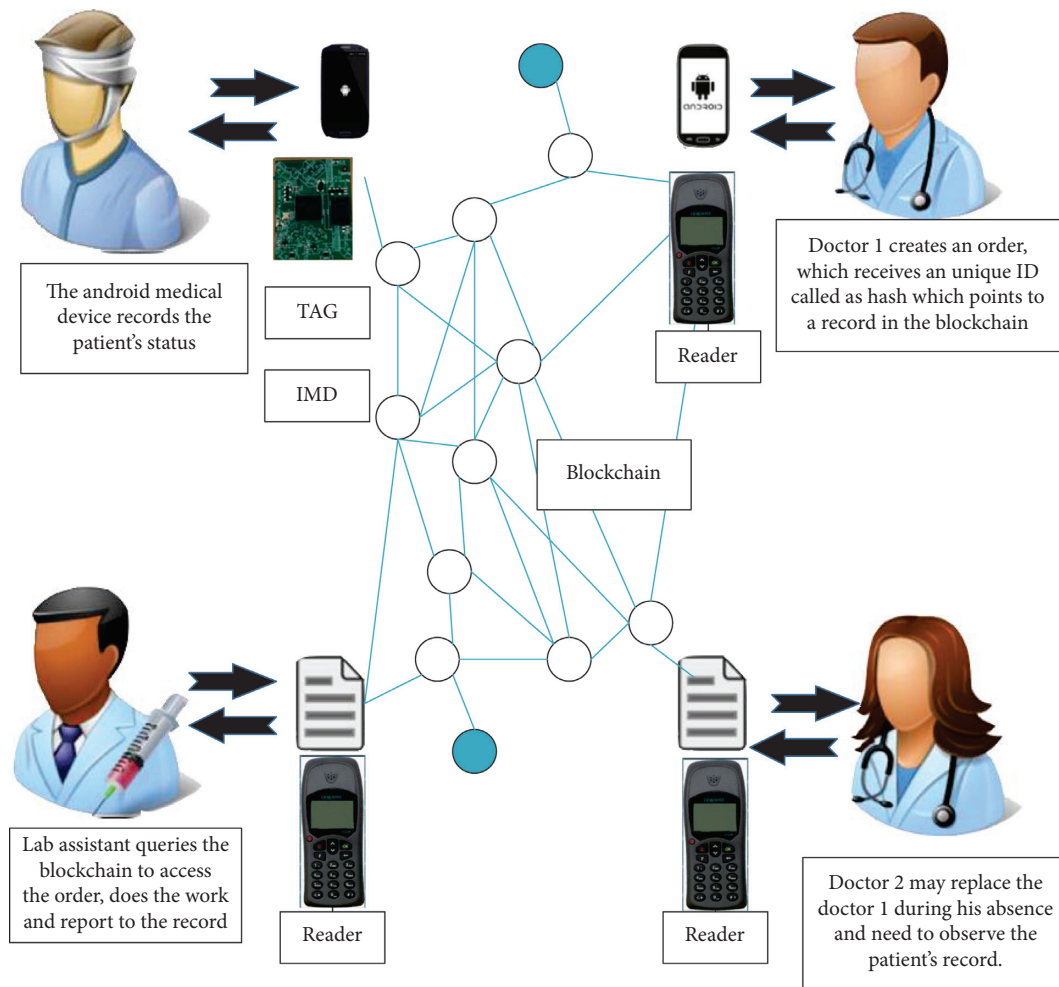 ANDROID
The android medical
device records the
patient's status
TAG
IMD
Reader
Doctor 1 creates an order,
which receives an unique ID
called as hash which points to
a record in the blockchain
Blockchain
Lab assistant queries the
blockchain to access
the order, does the work
and report to the record
Reader
Reader
Doctor 2 may replace the
doctor 1 during his absence
and need to observe the
patient's record.